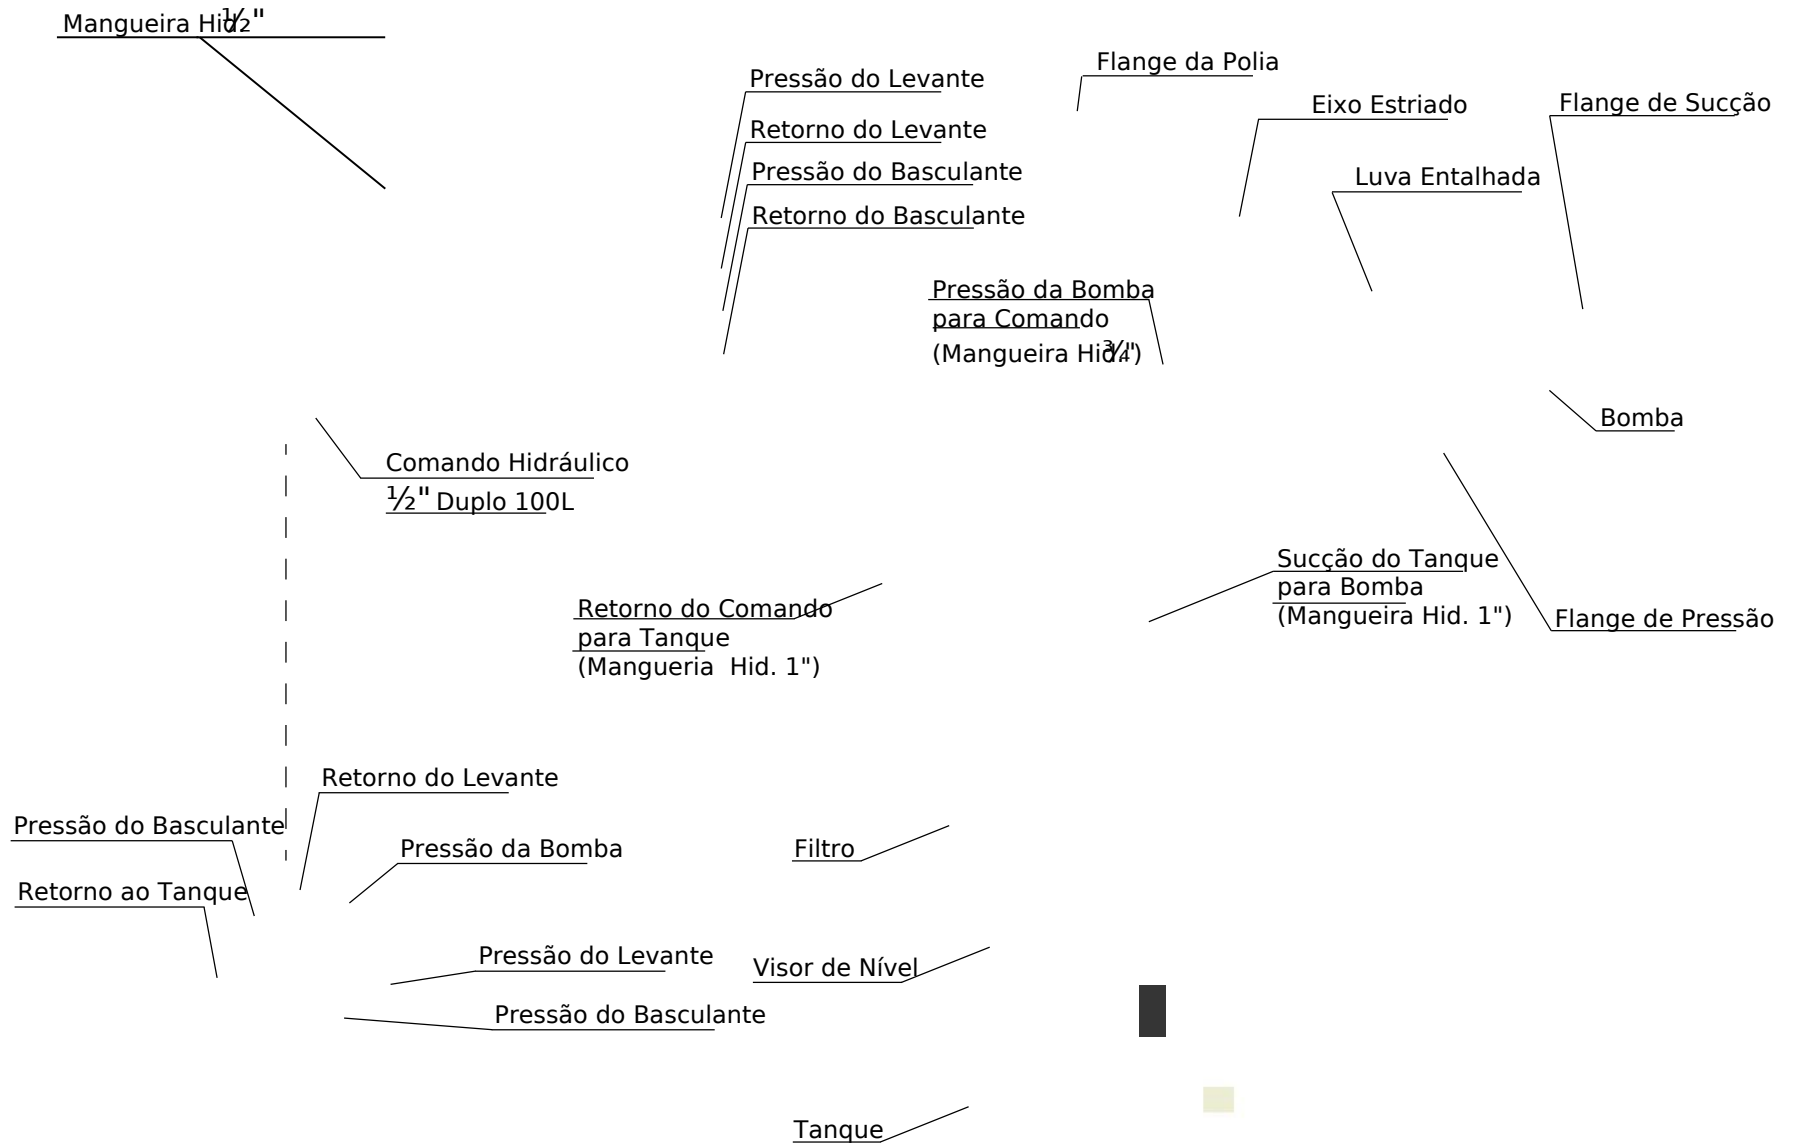 Mangueira Hid. ½"
Flange da Polia
Pressão do Levante
Eixo Estriado
Flange de Sucção
Retorno do Levante
Pressão do Basculante
Luva Entalhada
Retorno do Basculante
Pressão da Bomba
para Comando
(Mangueira Hid. ¾")
Bomba
Comando Hidráulico
½" Duplo 100L
Sucção do Tanque
para Bomba
(Mangueira Hid. 1")
Flange de Pressão
Retorno do Comando
para Tanque
(Mangueria  Hid. 1")
Retorno do Levante
Pressão do Basculante
Pressão da Bomba
Filtro
Retorno ao Tanque
Pressão do Levante
Visor de Nível
Pressão do Basculante
Tanque